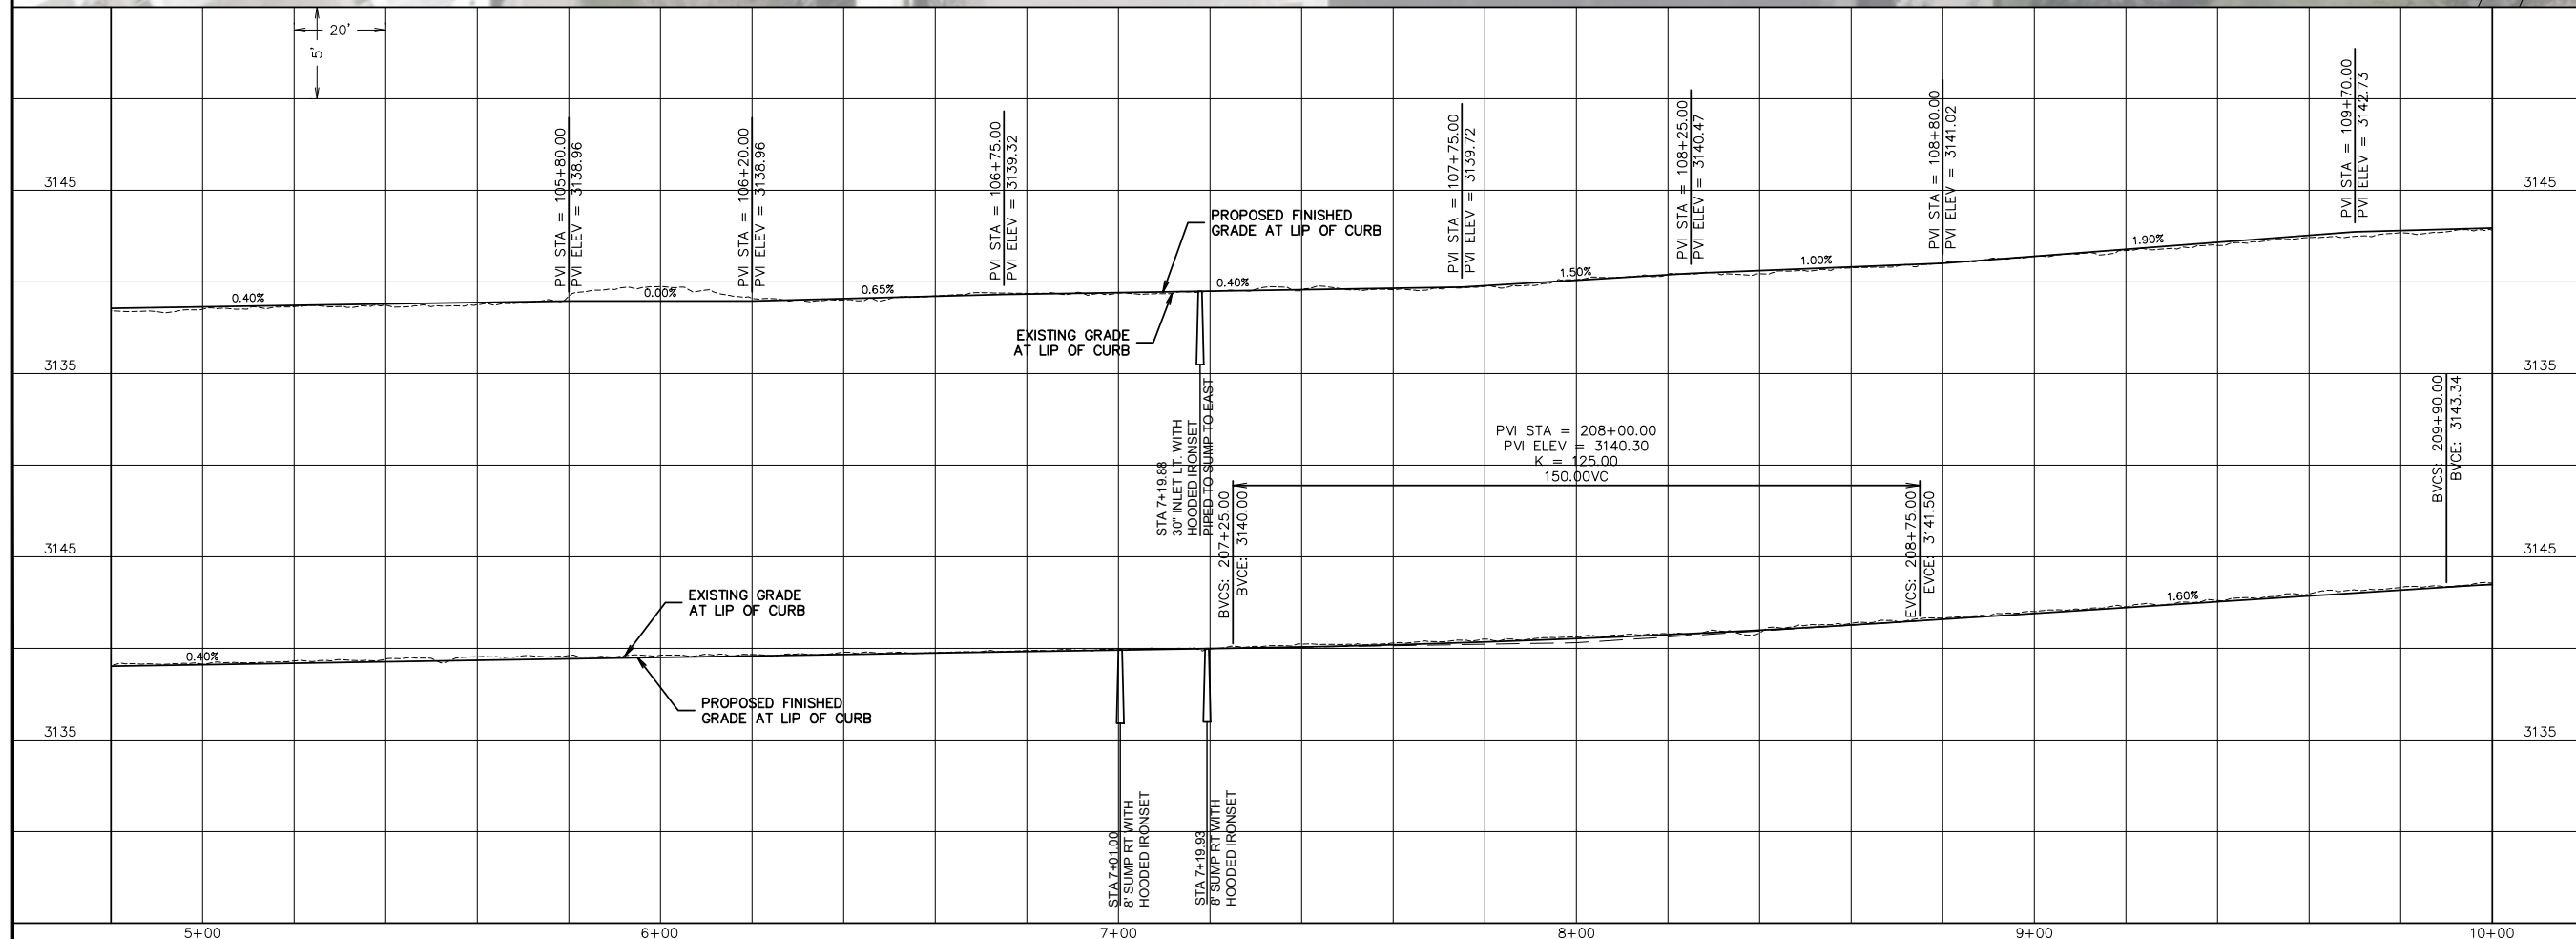 20'
5'
3145
3135
3145
3135
3145
3135
3145
3135
PVI STA = 105+80.00
PVI ELEV = 3138.96
PVI STA = 106+20.00
PVI ELEV = 3138.96
PVI STA = 106+75.00
PVI ELEV = 3139.32
PVI STA = 107+75.00
PVI ELEV = 3139.72
PVI STA = 108+25.00
PVI ELEV = 3140.47
PVI STA = 108+80.00
PVI ELEV = 3141.02
PVI STA = 109+70.00
PVI ELEV = 3142.73
PROPOSED FINISHED
GRADE AT LIP OF CURB
0.40%
0.00%
0.65%
0.40%
1.50%
1.00%
1.90%
EXISTING GRADE
AT LIP OF CURB
STA 7+19.88
30" INLET LT. WITH
HOODED IRONSET
PIPED TO SUMP TO EAST
PVI STA = 208+00.00
PVI ELEV = 3140.30
K = 125.00
150.00VC
BVCS: 207+25.00
BVCE: 3140.00
EVCS: 208+75.00
EVCE: 3141.50
BVCS: 209+90.00
BVCE: 3143.34
EXISTING GRADE
AT LIP OF CURB
0.40%
1.60%
PROPOSED FINISHED
GRADE AT LIP OF CURB
STA 7+01.00
8' SUMP RT WITH
HOODED IRONSET
STA 7+19.93
8' SUMP RT WITH
HOODED IRONSET
5+00
6+00
7+00
8+00
9+00
10+00